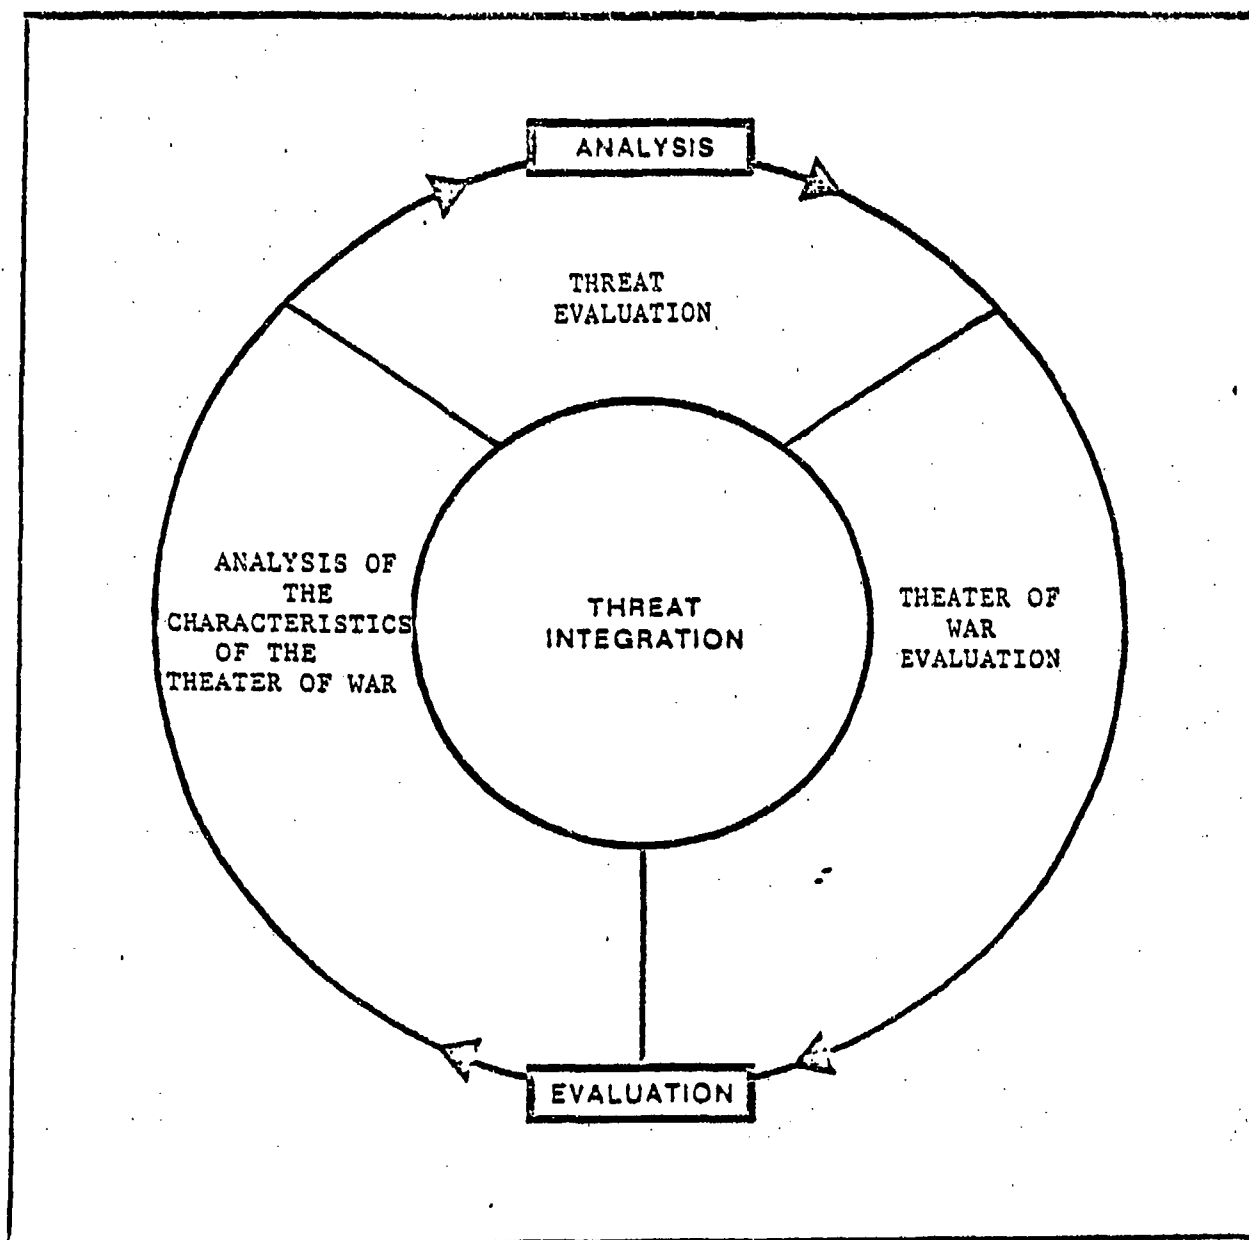 ANALYSIS
THREAT
EVALUATION
ANALYSIS OF
THE
CHARACTERISTICS
OF THE
THEATER OF WAR
THREAT
INTEGRATION
THEATER OF
WAR
EVALUATION
EVALUATION